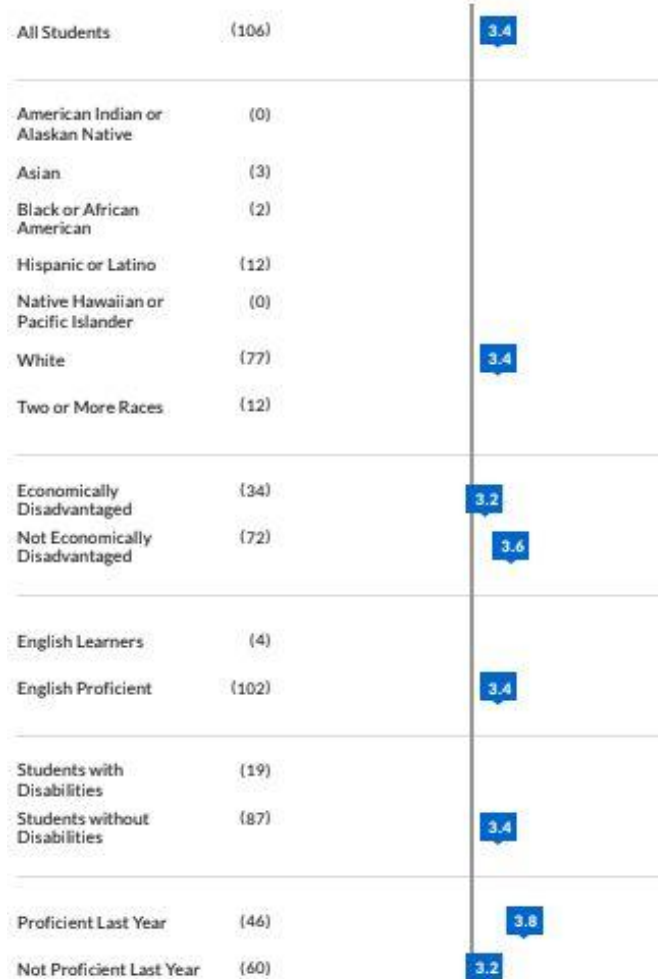 All Students (106) 3.4
American Indian or (0)
Alaskan Native
Asian (3)
Black or African (2)
American
Hispanic or Latino (12)
Native Hawaiian or (0)
Pacific Islander
White (77) 3.4
Two or More Races (12)
Economically (34) 3.2
Disadvantaged
Not Economically (72) 3.6
Disadvantaged
English Learners (4)
English Proficient (102) 3.4
Students with (19)
Disabilities
Students without (87) 3.4
Disabilities
Proficient Last Year (46) 3.8
Not Proficient Last Year (60) 3.2